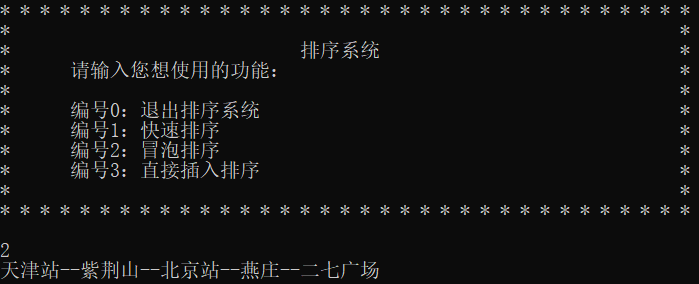 * * * * * * * * * * * * * * * * * * * * * * * * * * * * * * * * * * *
* *
* 排序系统 *
* 请输入您想使用的功能: *
* *
* 编号0: 退出排序系统 *
* 编号1: 快速排序 *
* 编号2: 冒泡排序 *
* 编号3: 直接插入排序 *
* *
* * * * * * * * * * * * * * * * * * * * * * * * * * * * * * * * * * *
2
天津站--紫荆山--北京站--燕庄--二七广场